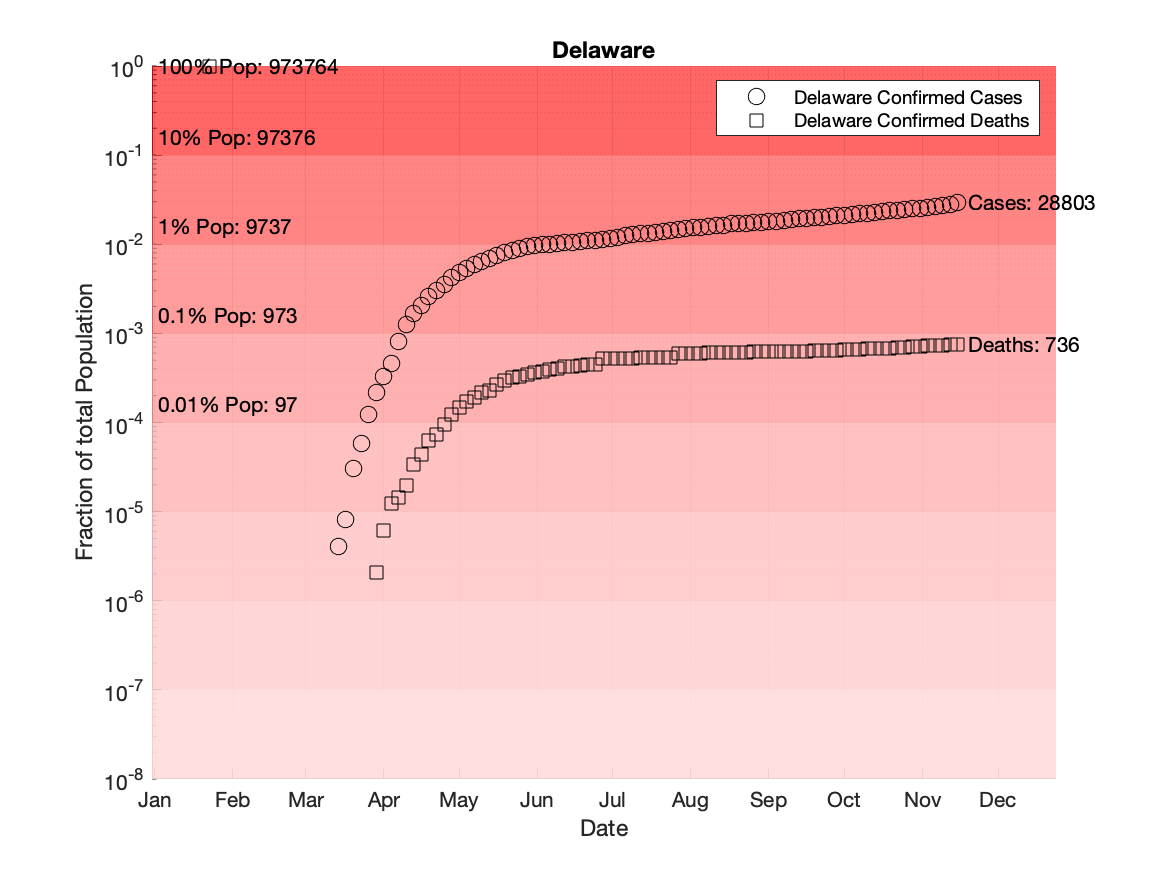 Delaware
10^0
100% Pop: 973764
Delaware Confirmed Cases
Delaware Confirmed Deaths
10% Pop: 97376
10^-1
Cases: 28803
1% Pop: 9737
10^-2
0.1% Pop: 973
10^-3
Deaths: 736
0.01% Pop: 97
10^-4
10^-5
10^-6
10^-7
10^-8
Fraction of total Population
Jan Feb Mar Apr May Jun Jul Aug Sep Oct Nov Dec
Date